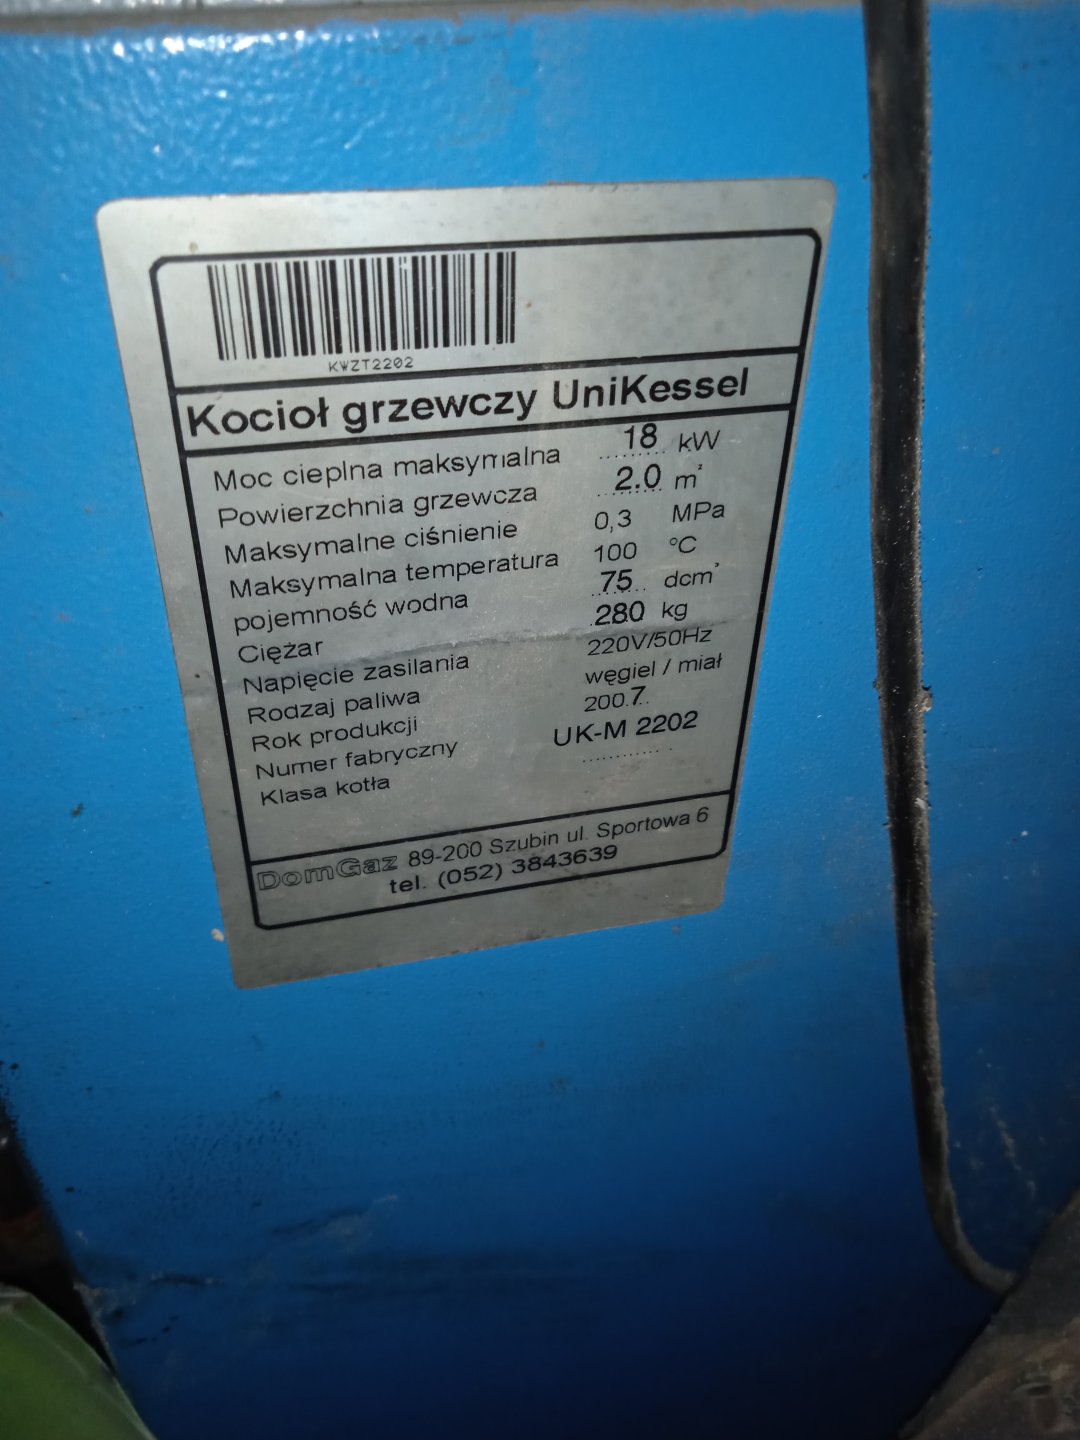 KWZT2202
Kocioł grzewczy UniKessel
Moc cieplna maksymalna 18 kW
Powierzchnia grzewcza 2.0 m²
Maksymalne ciśnienie 0,3 MPa
Maksymalna temperatura 100 °C
pojemność wodna 75 dcm³
Ciężar 280 kg
Napięcie zasilania 220V/50Hz
Rodzaj paliwa węgiel / miał
Rok produkcji 200.7.
Numer fabryczny UK-M 2202
Klasa kotła ............
DomGaz 89-200 Szubin ul. Sportowa 6
tel. (052) 3843639